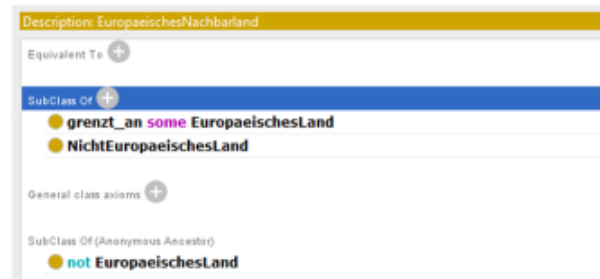 Description: EuropaeischesNachbarland
Equivalent To
SubClass Of
grenzt_an some EuropaeischesLand
NichtEuropaeischesLand
General class axioms
SubClass Of (Anonymous Ancestor)
not EuropaeischesLand